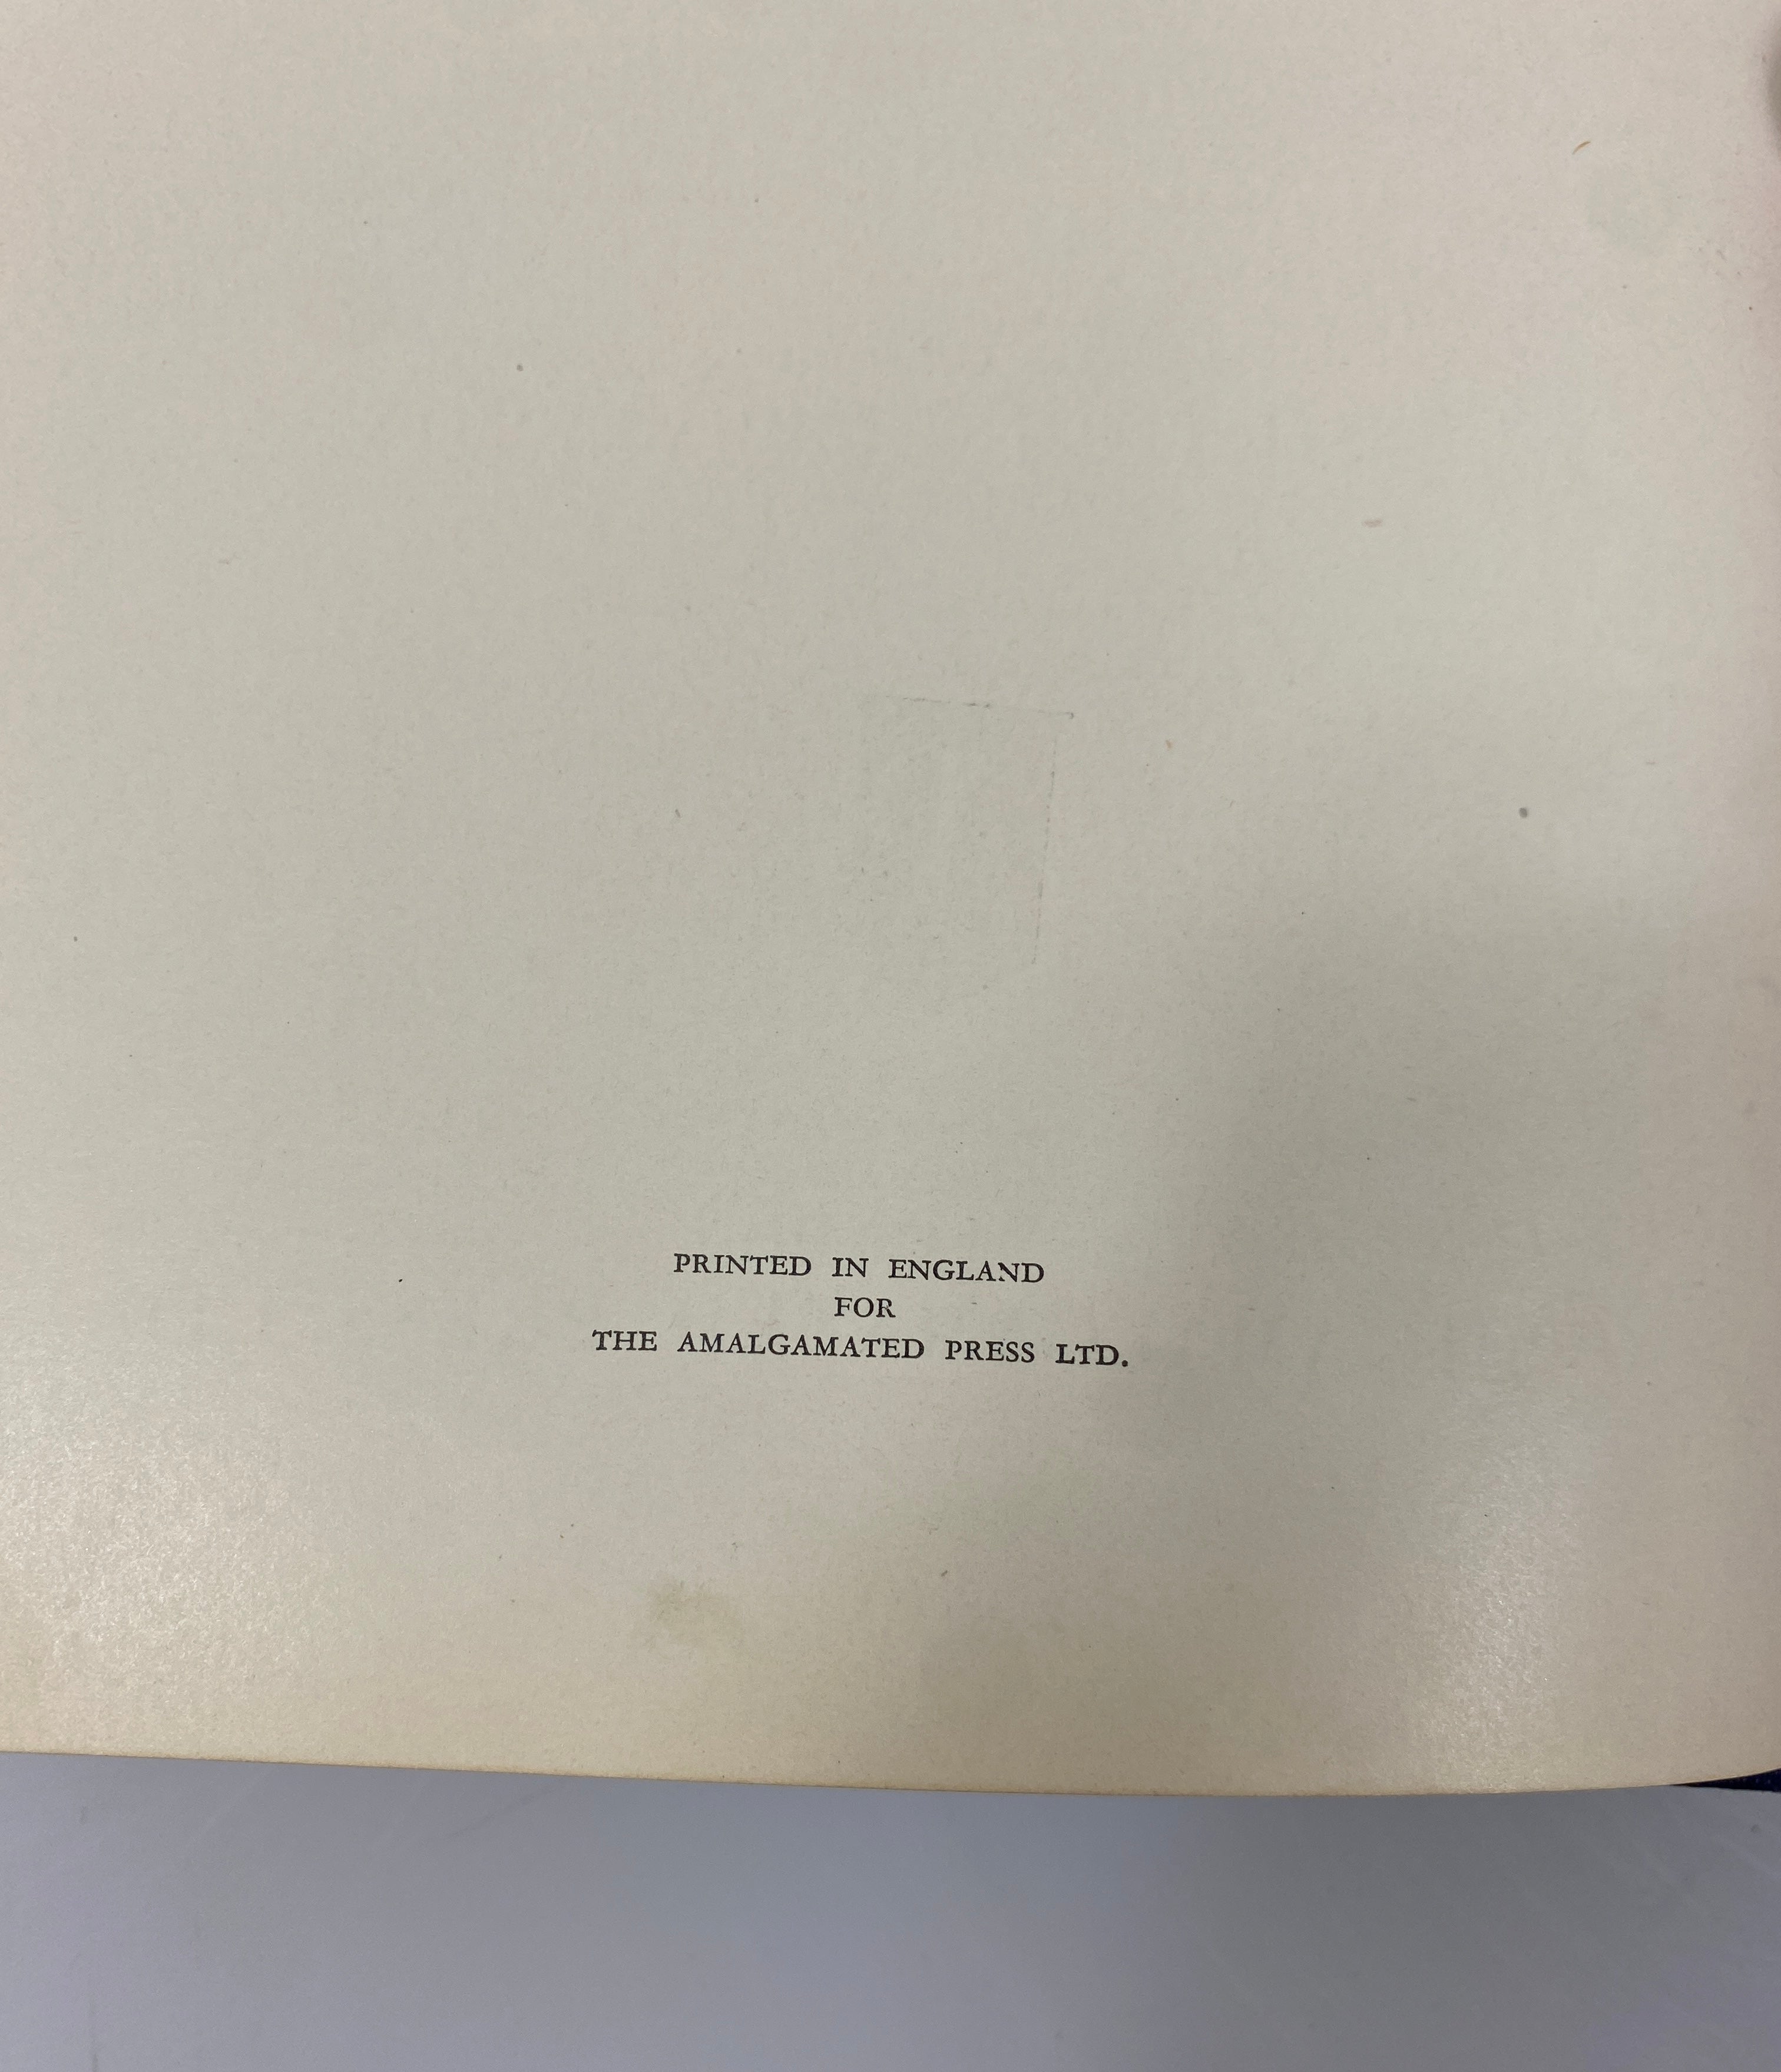 PRINTED IN ENGLAND
FOR
THE AMALGAMATED PRESS LTD.